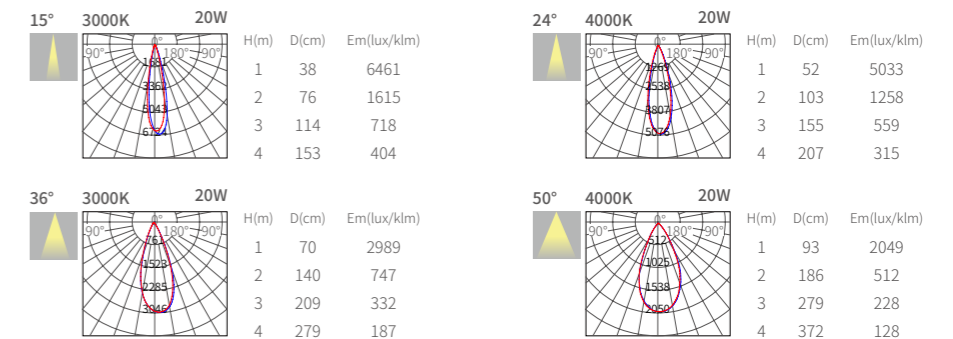 15° 3000K 20W
0°
90° 180° 90°
1681
3362
5043
6724
H(m) D(cm) Em(lux/klm)
1 38 6461
2 76 1615
3 114 718
4 153 404
24° 4000K 20W
0°
90° 180° 90°
1269
2538
3807
5076
H(m) D(cm) Em(lux/klm)
1 52 5033
2 103 1258
3 155 559
4 207 315
36° 3000K 20W
0°
90° 180° 90°
761
1523
2285
3046
H(m) D(cm) Em(lux/klm)
1 70 2989
2 140 747
3 209 332
4 279 187
50° 4000K 20W
0°
90° 180° 90°
512
1025
1538
2050
H(m) D(cm) Em(lux/klm)
1 93 2049
2 186 512
3 279 228
4 372 128